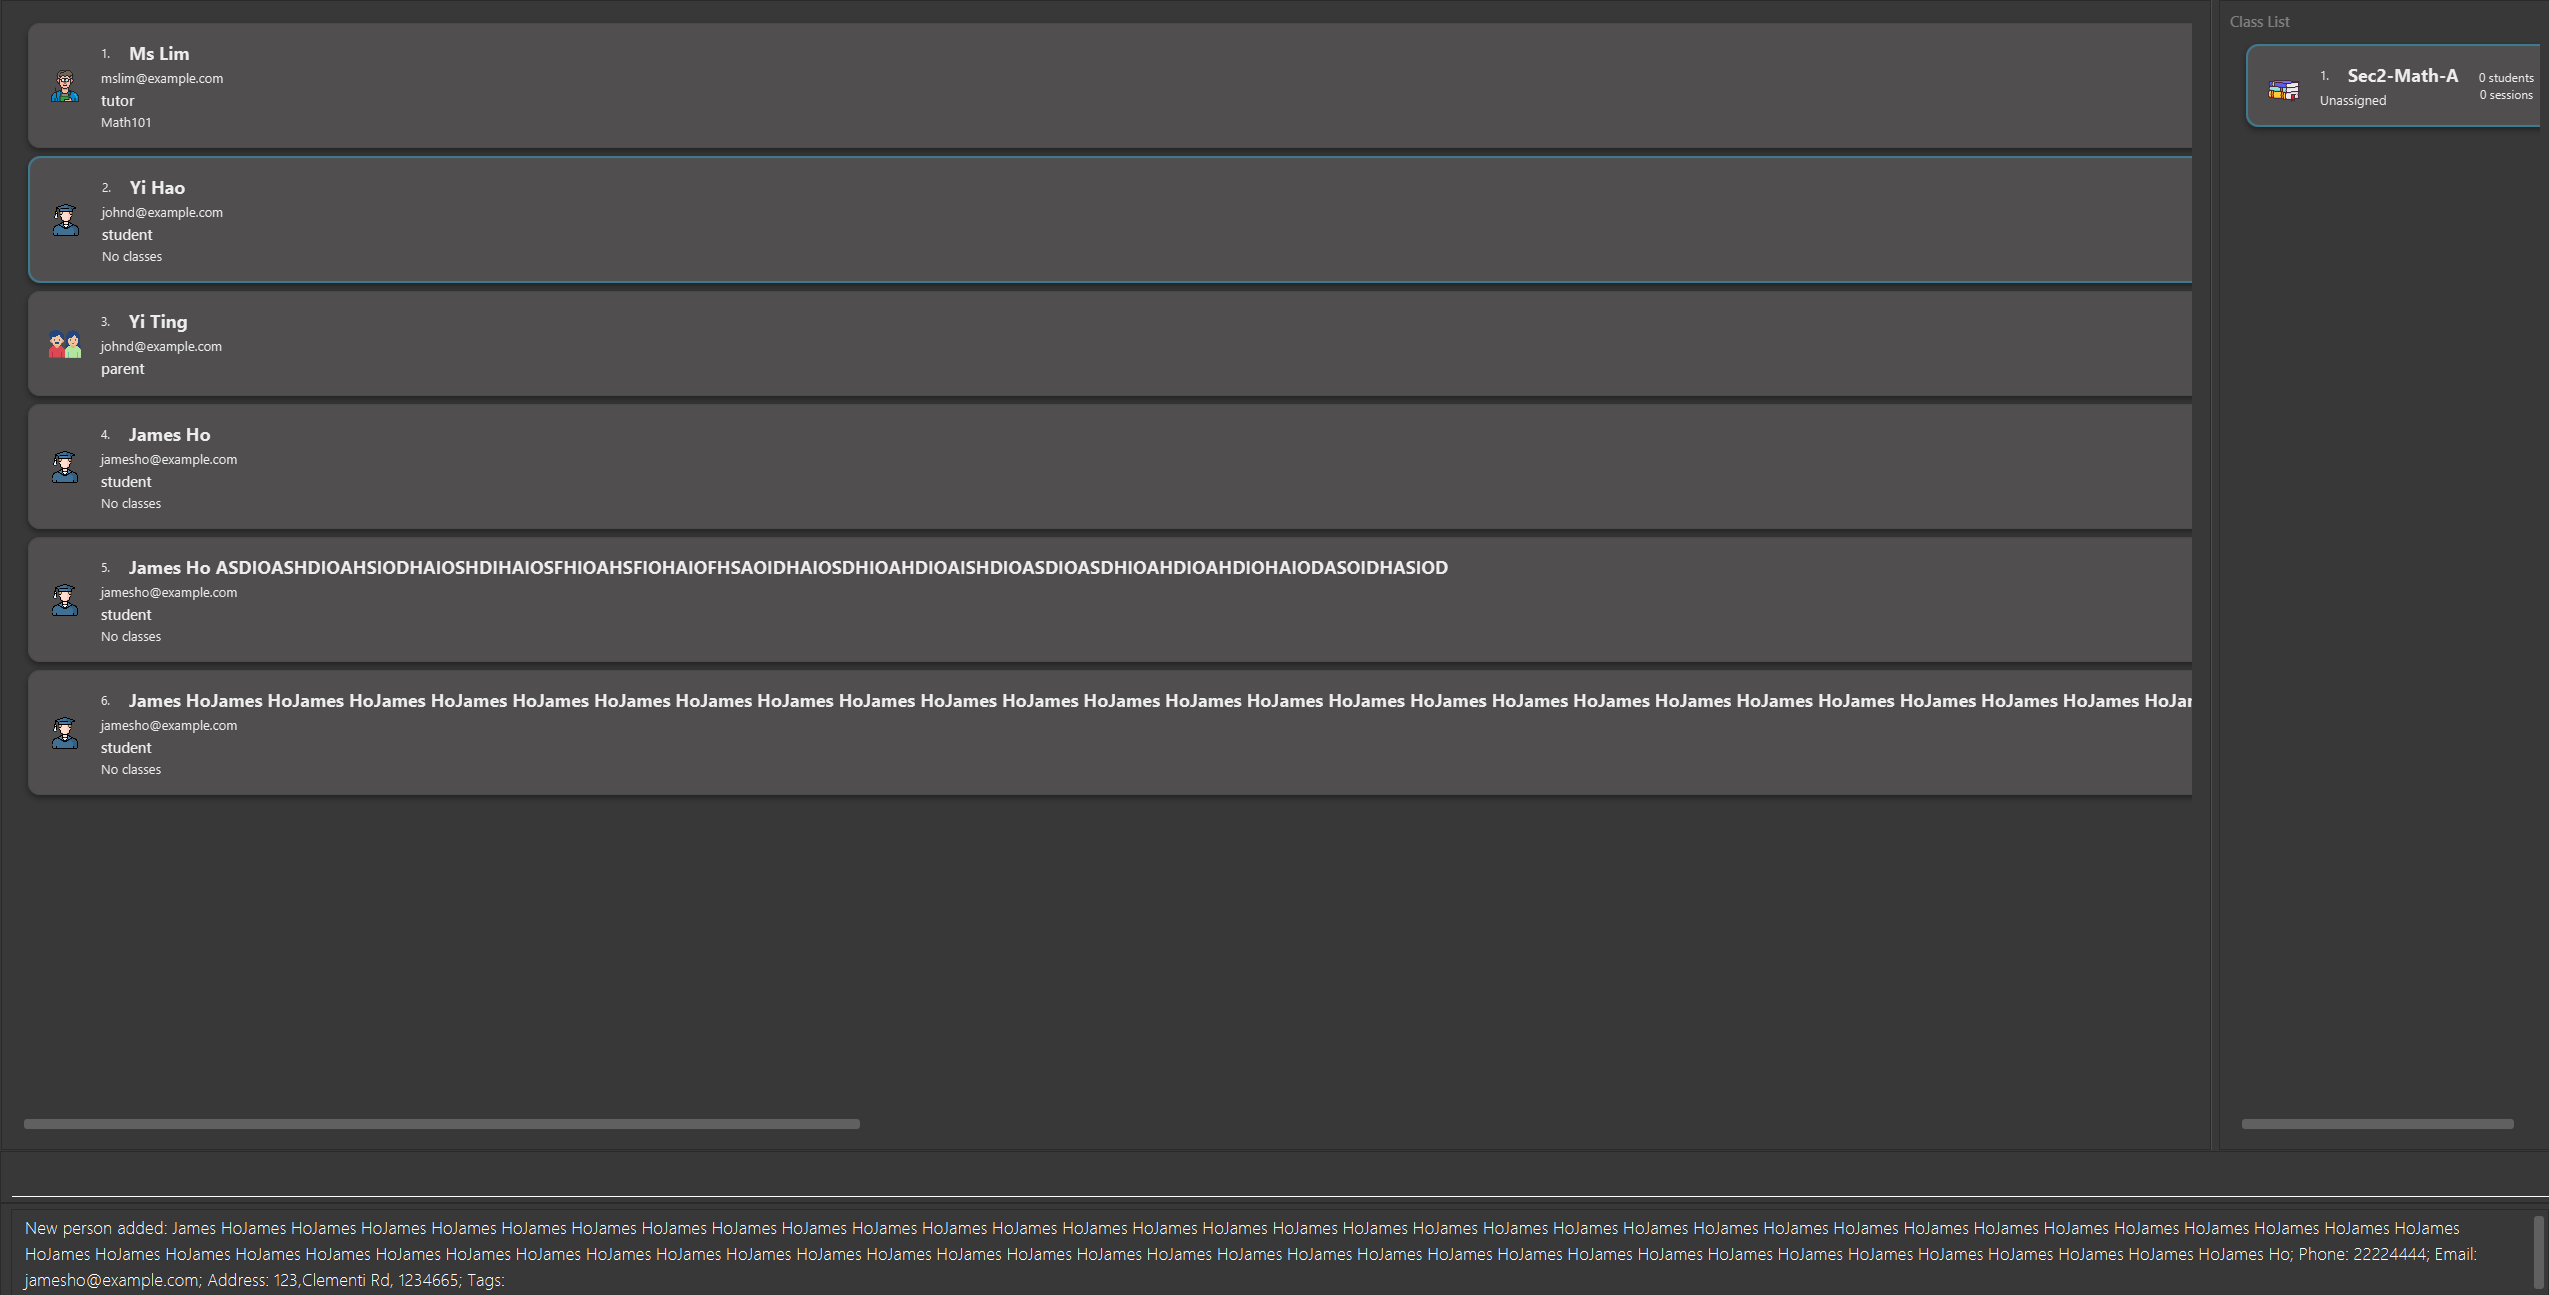 1. Ms Lim
mslim@example.com
tutor
Math101
2. Yi Hao
johnd@example.com
student
No classes
3. Yi Ting
johnd@example.com
parent
4. James Ho
jamesho@example.com
student
No classes
5. James Ho ASDIOASHDIOAHSIODHAIOSHDIHAIOSFHIOAHSFIOHAIOFHSAOIDHAIOSDHIOAHDIOAISHDIOASDIOASDHIOAHDIOAHDIOHAIODASOIDHASIOD
jamesho@example.com
student
No classes
6. James HoJames HoJames HoJames HoJames HoJames HoJames HoJames HoJames HoJames HoJames HoJames HoJames HoJames HoJames HoJames HoJames HoJames HoJames HoJames HoJames HoJames HoJames HoJames HoJames HoJa
jamesho@example.com
student
No classes
Class List
1. Sec2-Math-A 0 students
Unassigned 0 sessions
New person added: James HoJames HoJames HoJames HoJames HoJames HoJames HoJames HoJames HoJames HoJames HoJames HoJames HoJames HoJames HoJames HoJames HoJames HoJames HoJames HoJames HoJames HoJames HoJames HoJames HoJames HoJames HoJames HoJames HoJames HoJames HoJames HoJames
HoJames HoJames HoJames HoJames HoJames HoJames HoJames HoJames HoJames HoJames HoJames HoJames HoJames HoJames HoJames HoJames HoJames HoJames HoJames HoJames HoJames HoJames HoJames HoJames HoJames HoJames HoJames HoJames HoJames HoJames HoJames HoJames Ho; Phone: 22224444; Email:
jamesho@example.com; Address: 123,Clementi Rd, 1234665; Tags: